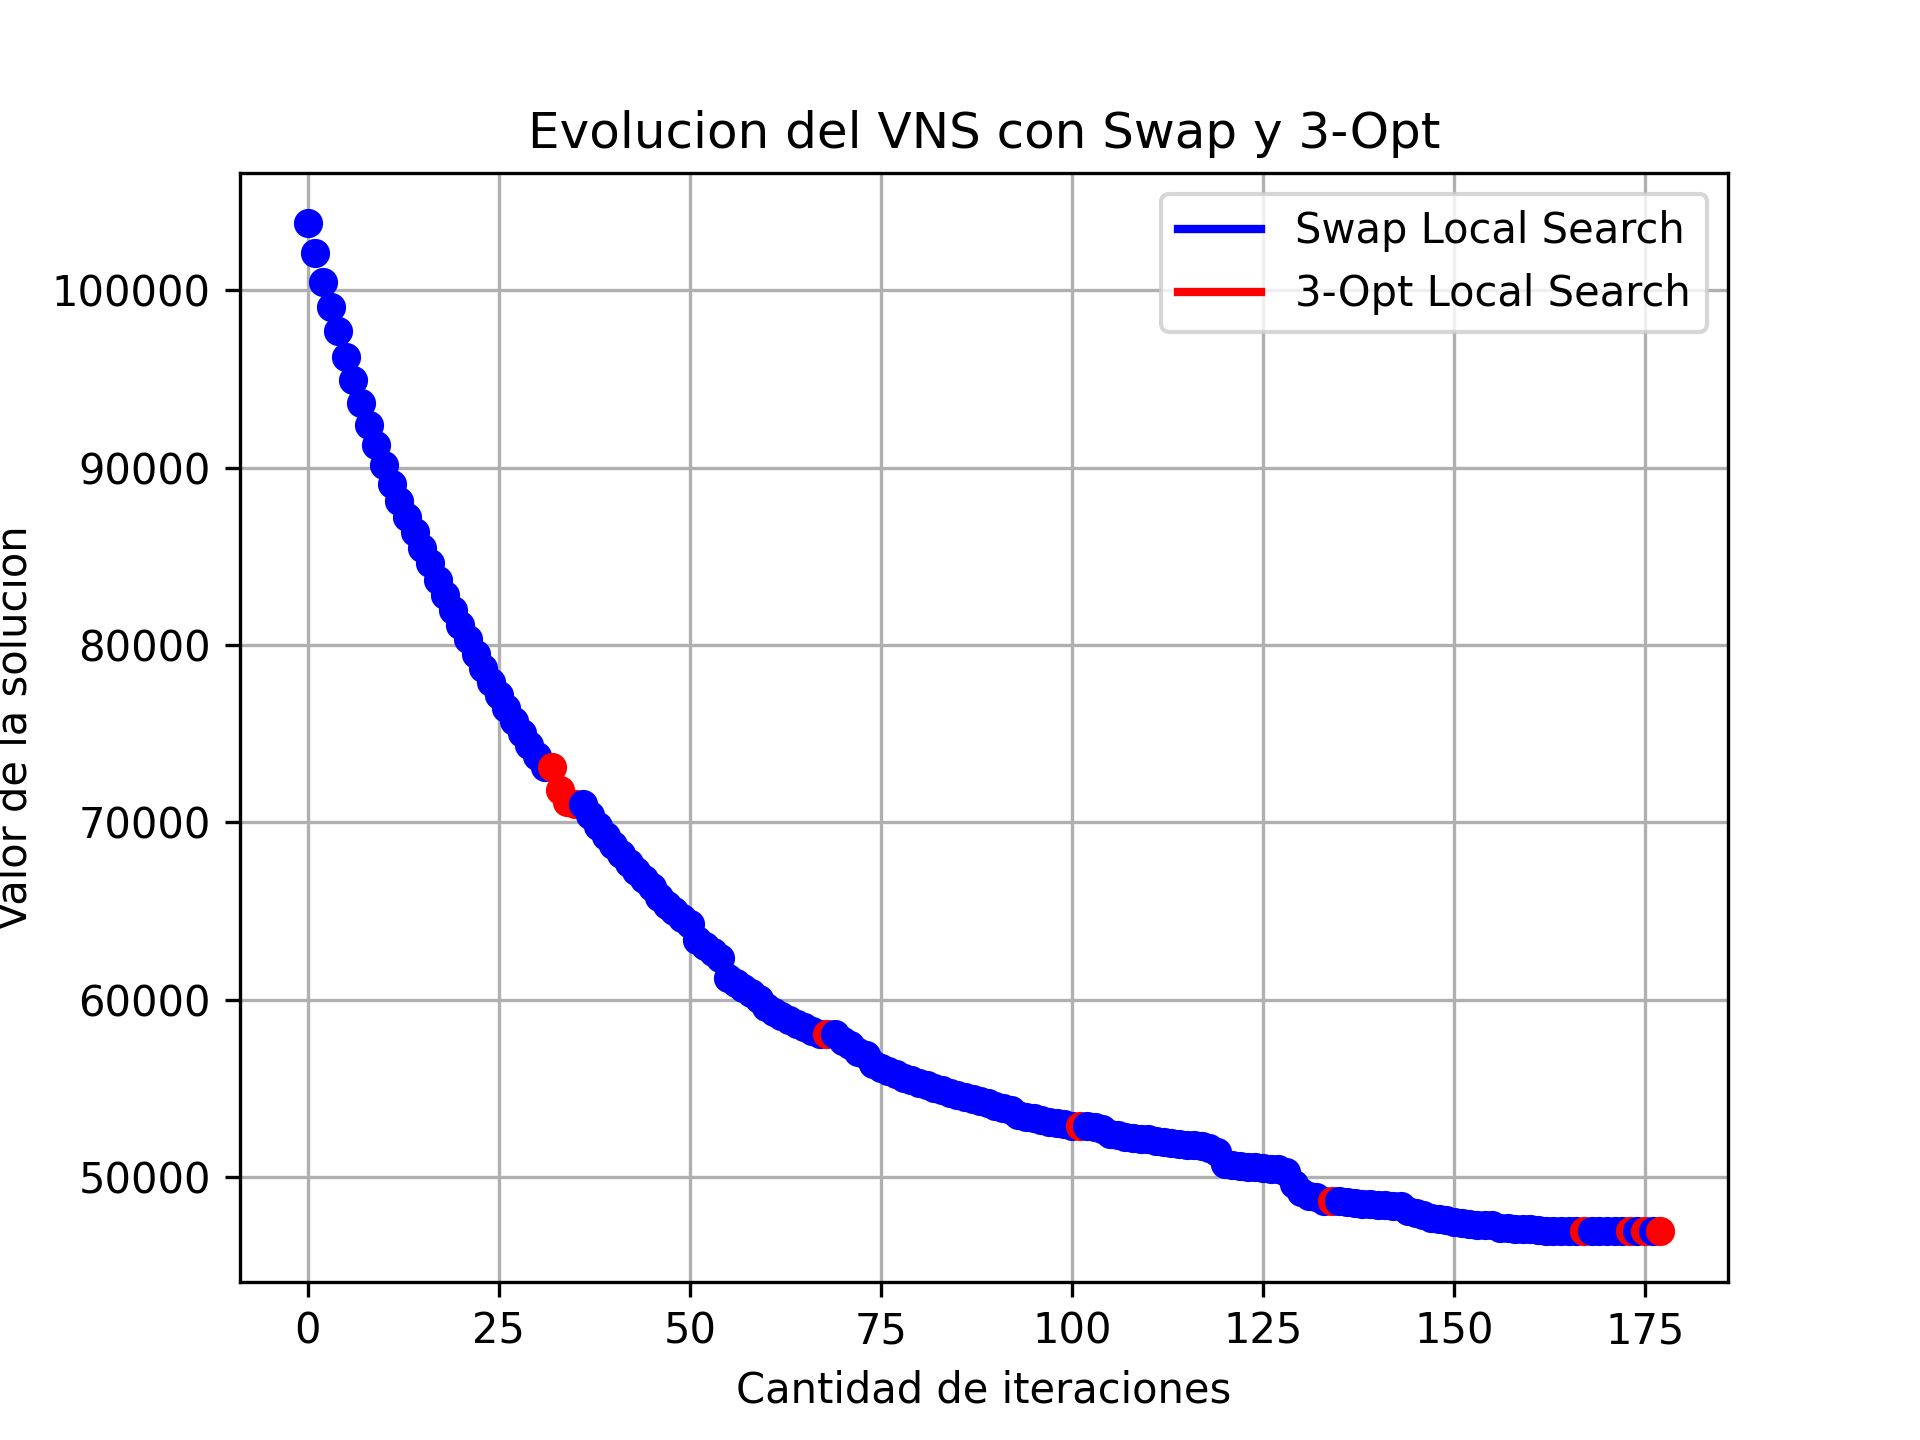 Evolucion del VNS con Swap y 3-Opt
Swap Local Search
3-Opt Local Search
Valor de la solucion
100000
90000
80000
70000
60000
50000
0 25 50 75 100 125 150 175
Cantidad de iteraciones